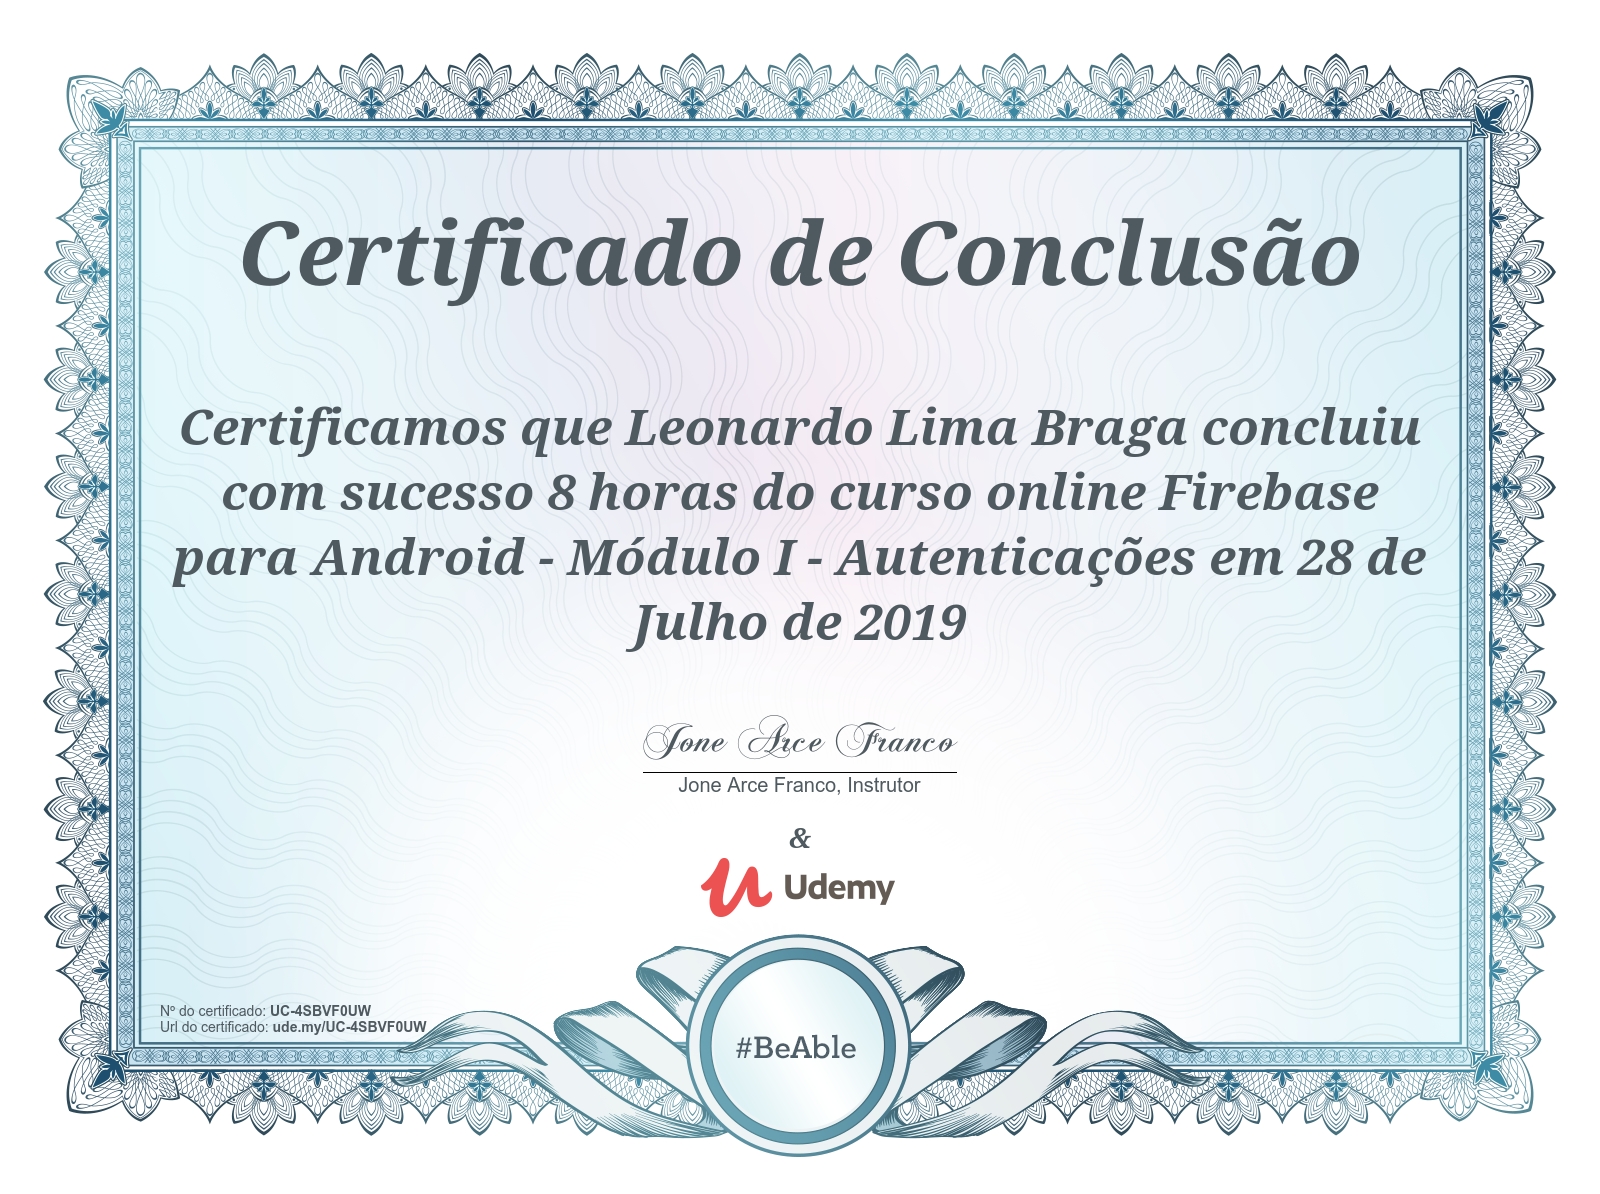 Certificado de Conclusão
Certificamos que Leonardo Lima Braga concluiu
com sucesso 8 horas do curso online Firebase
para Android - Módulo I - Autenticações em 28 de
Julho de 2019
Jone Arce Franco
Jone Arce Franco, Instrutor
&
Udemy
Nº do certificado: UC-4SBVF0UW
Url do certificado: ude.my/UC-4SBVF0UW
#BeAble